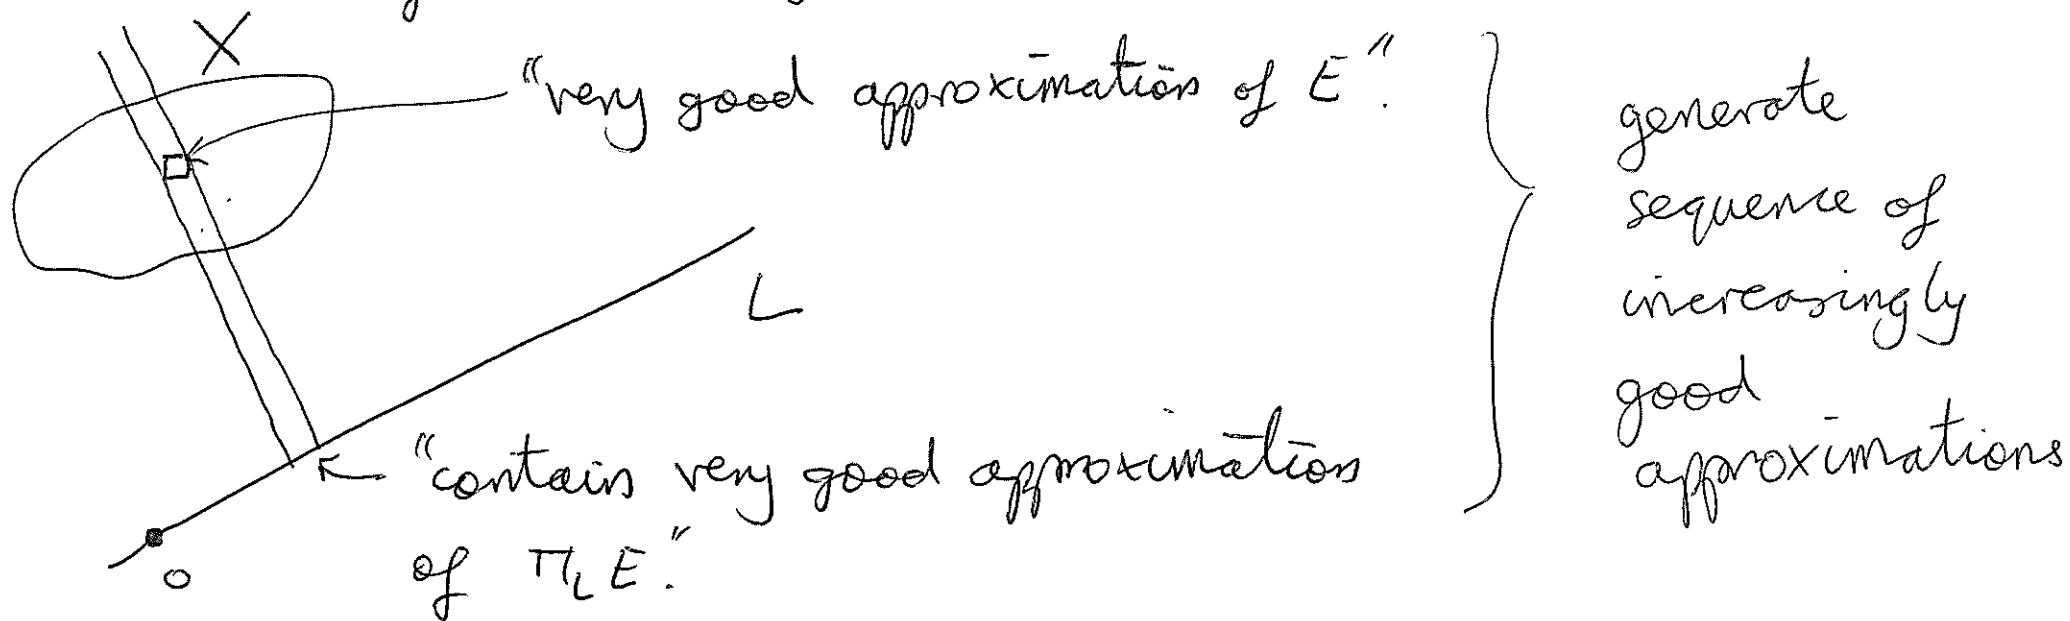 X
"very good approximation of E".
L
"contain very good approximation
of π_L E."
O
generate
sequence of
increasingly
good
approximations